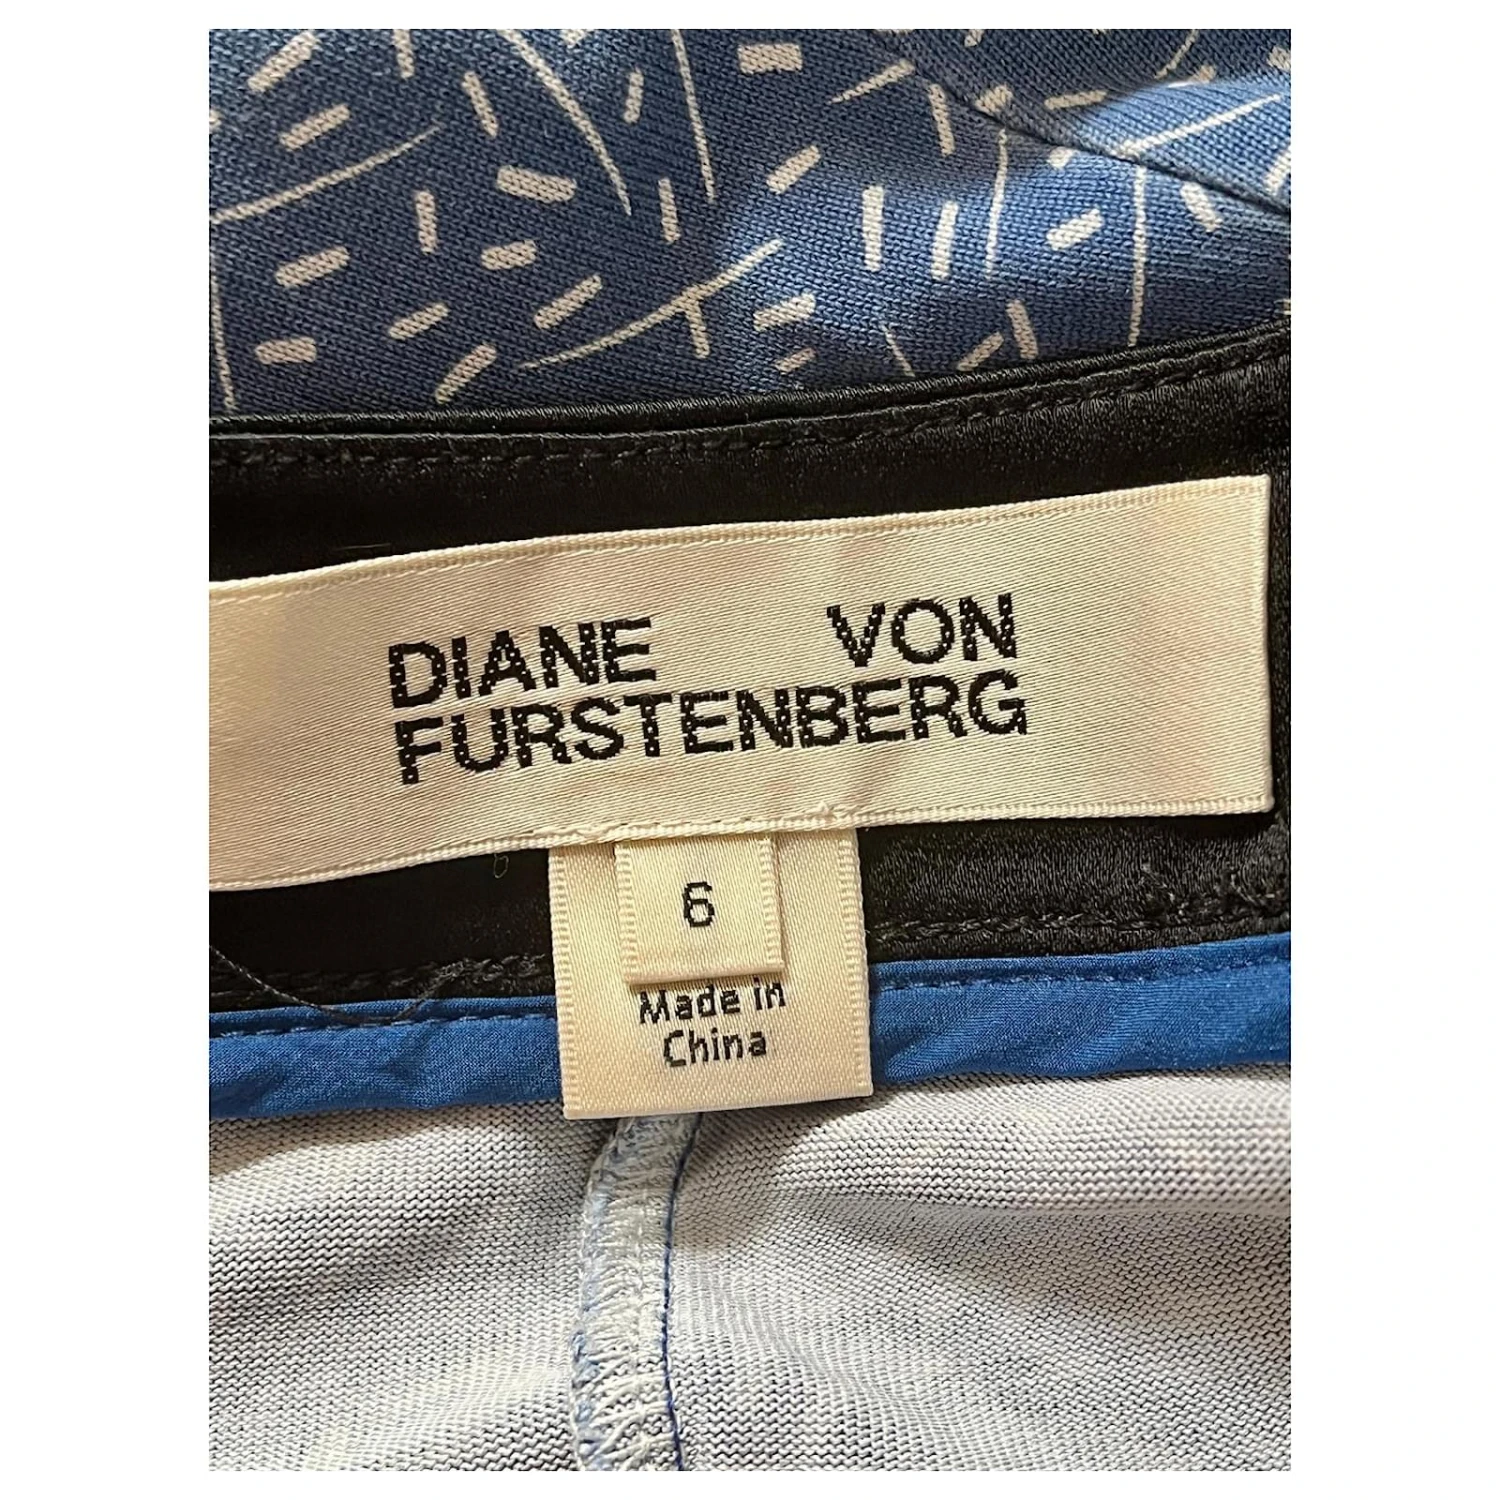 DIANE VON
FURSTENBERG
6
Made in
China